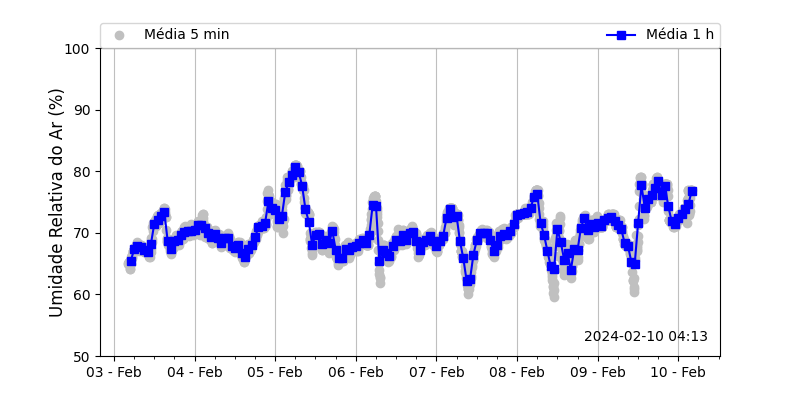 Média 5 min
Média 1 h
Umidade Relativa do Ar (%)
100
90
80
70
60
50
2024-02-10 04:13
03 - Feb
04 - Feb
05 - Feb
06 - Feb
07 - Feb
08 - Feb
09 - Feb
10 - Feb